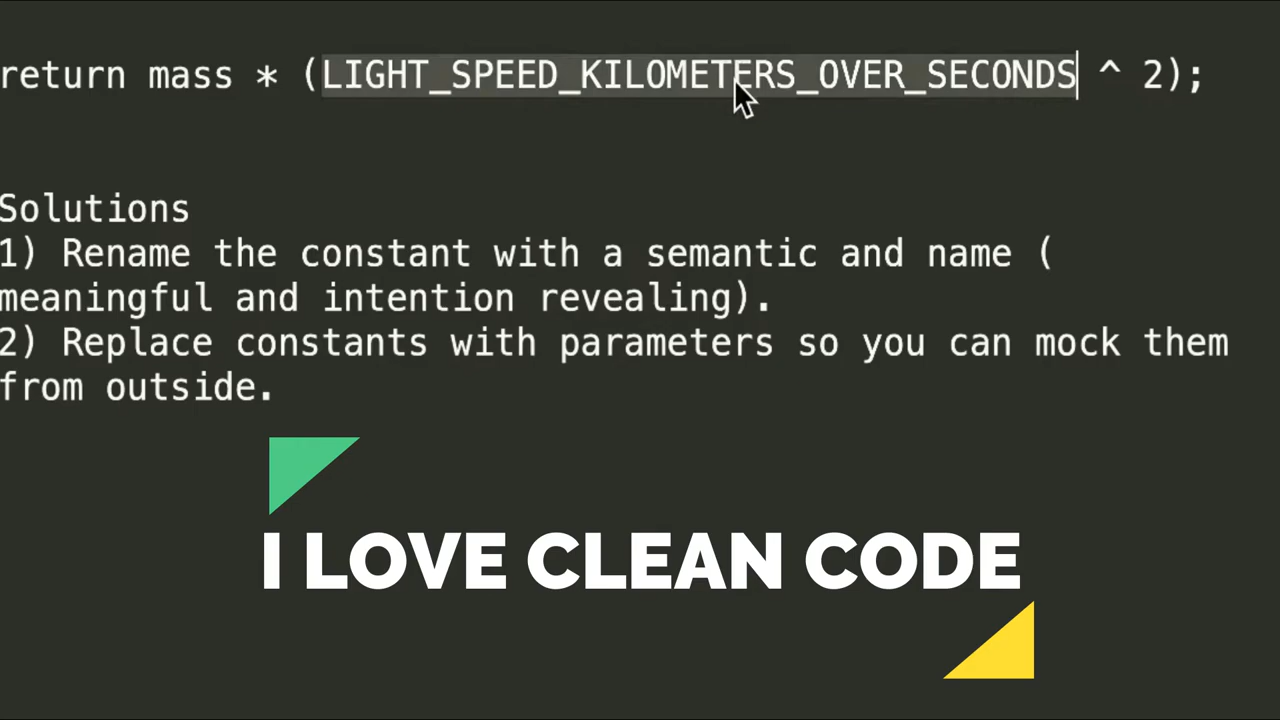 return mass * (LIGHT_SPEED_KILOMETERS_OVER_SECONDS ^ 2);
Solutions
1) Rename the constant with a semantic and name (
meaningful and intention revealing).
2) Replace constants with parameters so you can mock them
from outside.
I LOVE CLEAN CODE